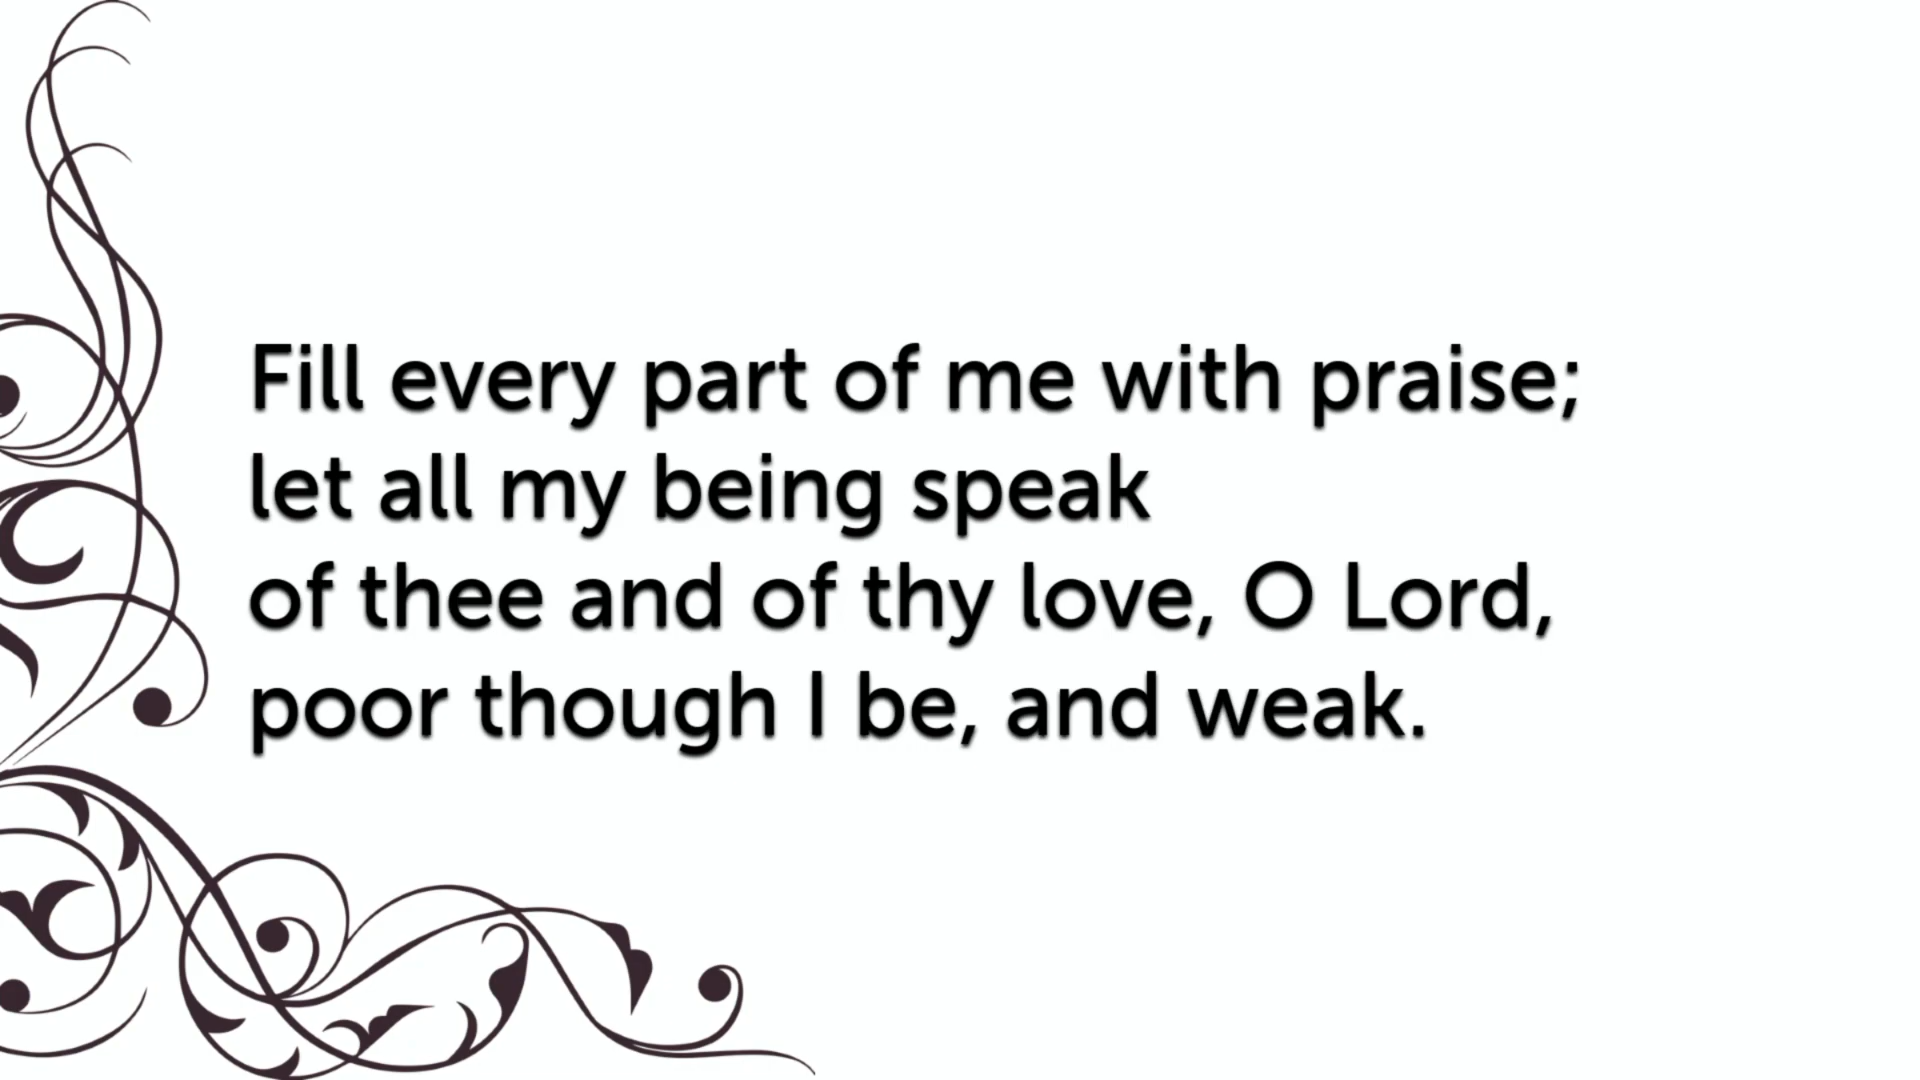 Fill every part of me with praise;
let all my being speak
of thee and of thy love, O Lord,
poor though I be, and weak.